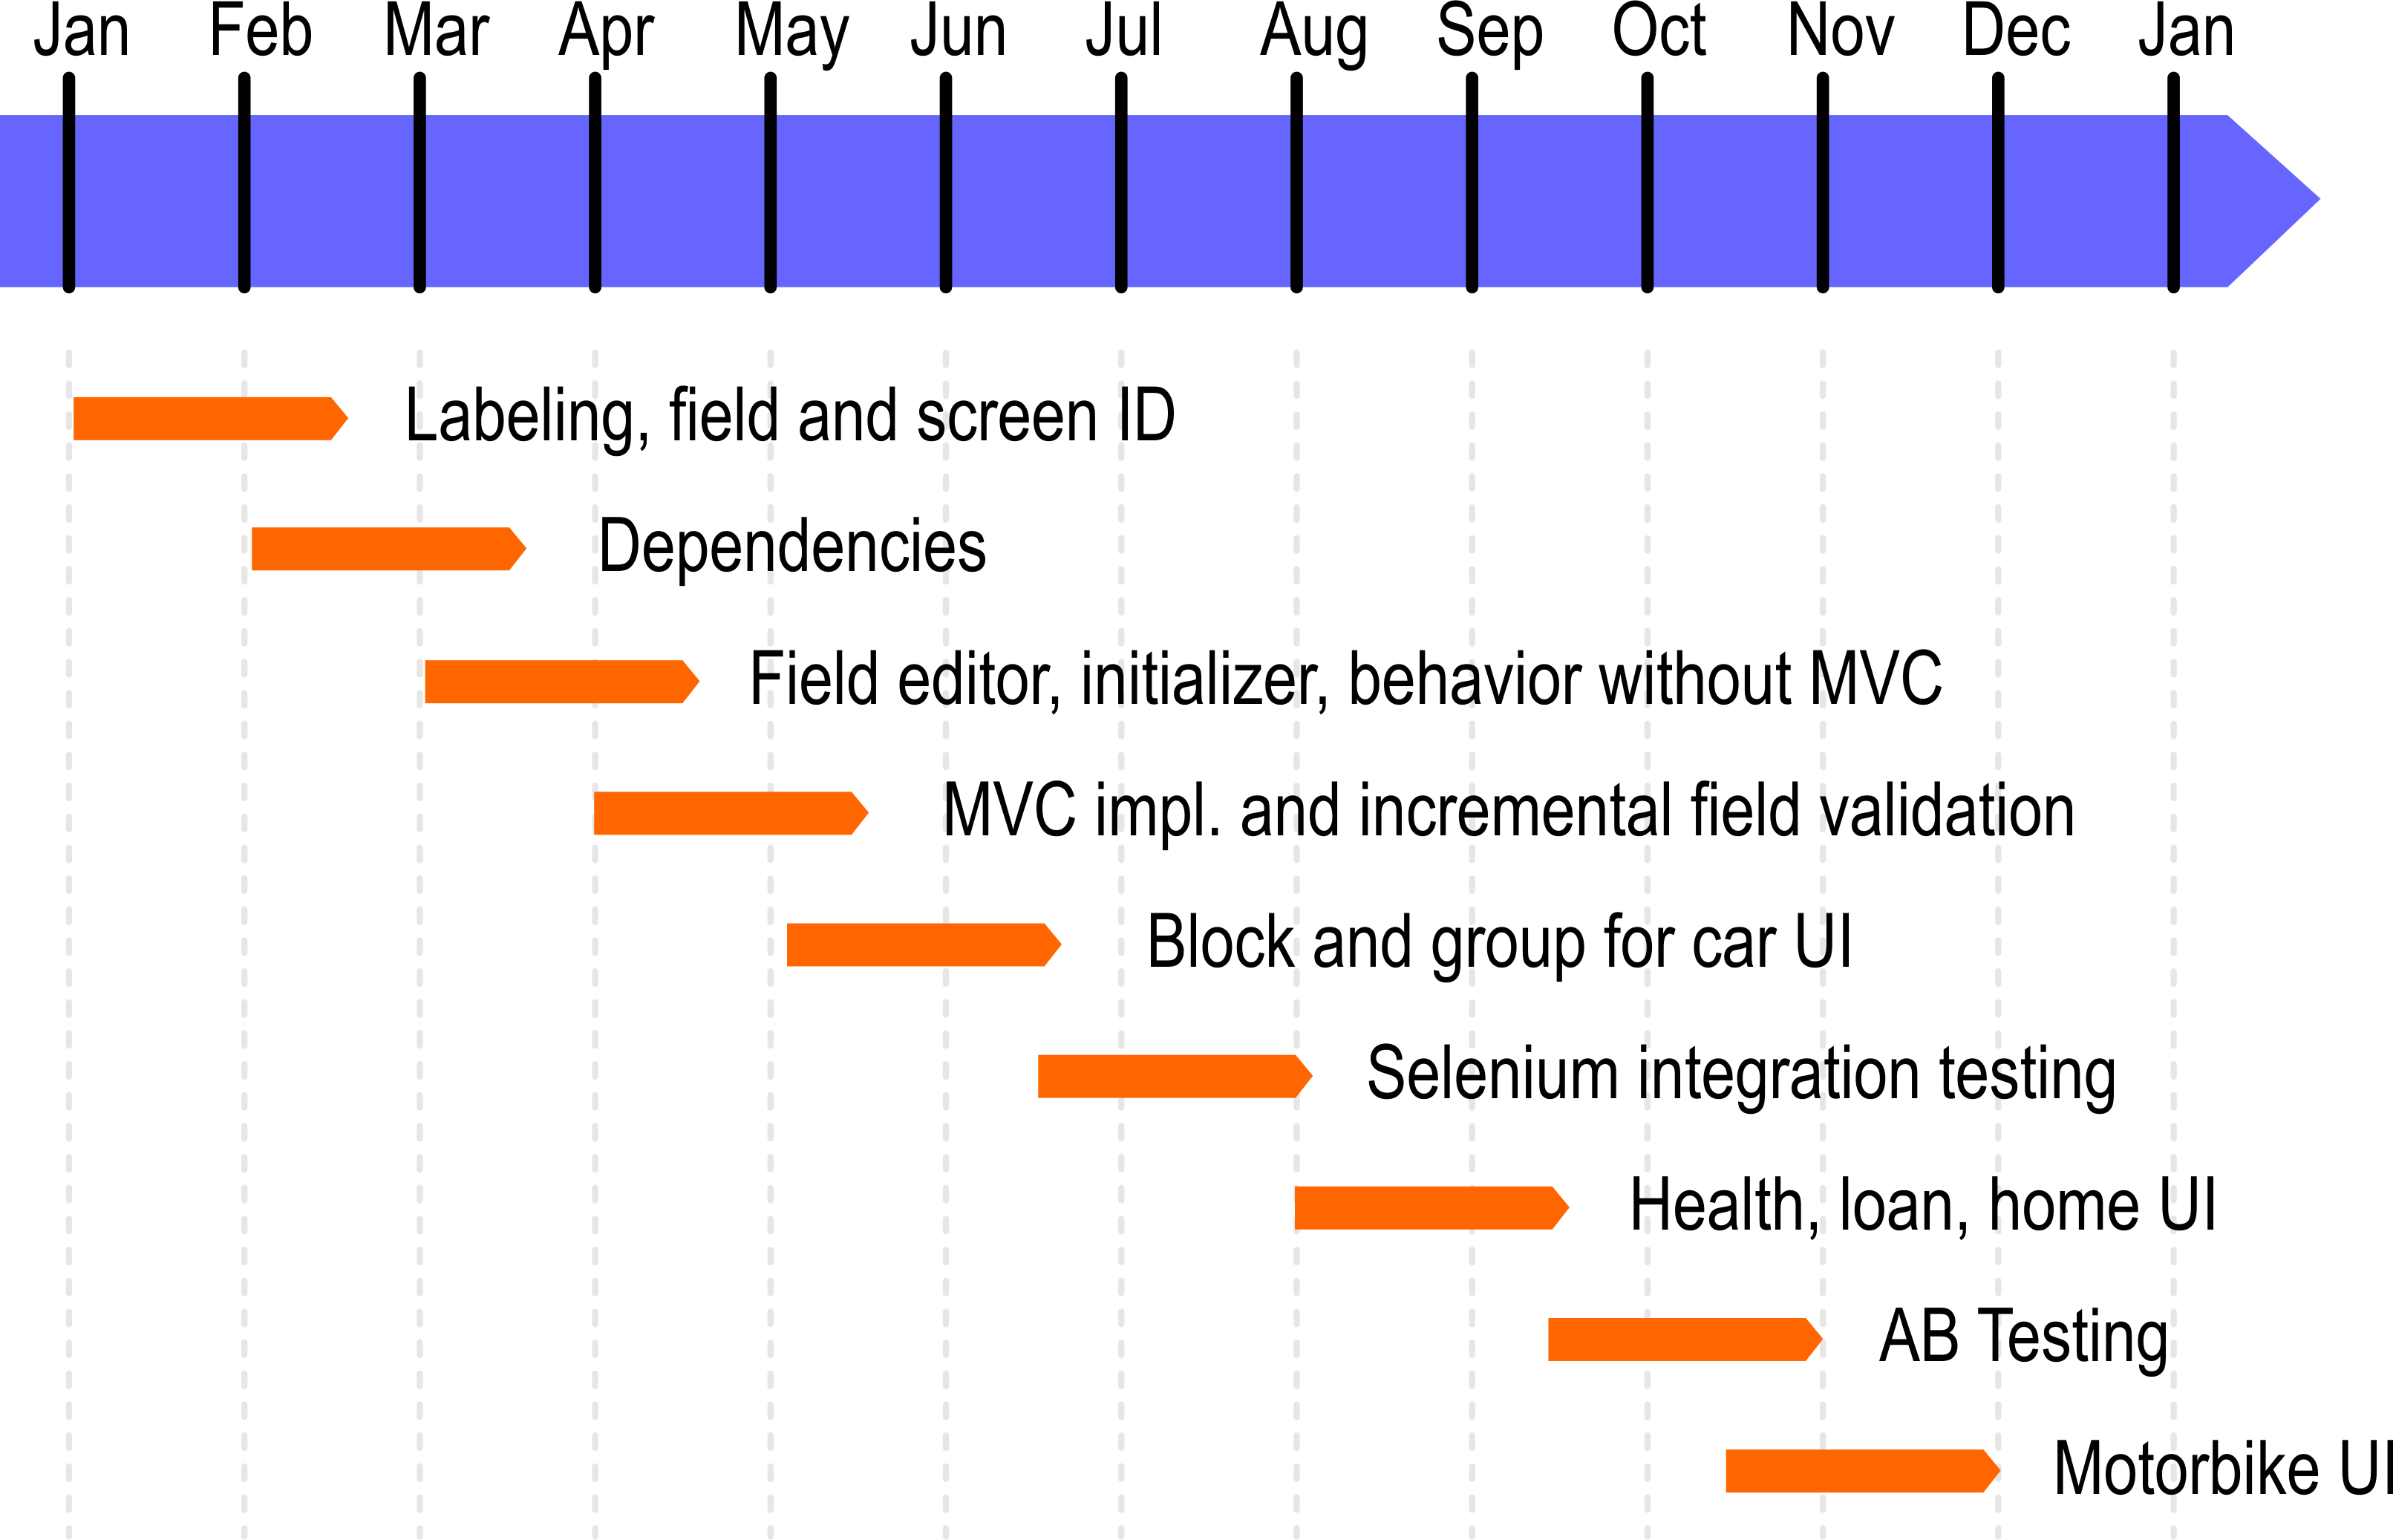 Jan Feb Mar Apr May Jun Jul Aug Sep Oct Nov Dec Jan
Labeling, field and screen ID
Dependencies
Field editor, initializer, behavior without MVC
MVC impl. and incremental field validation
Block and group for car UI
Selenium integration testing
Health, loan, home UI
AB Testing
Motorbike UI